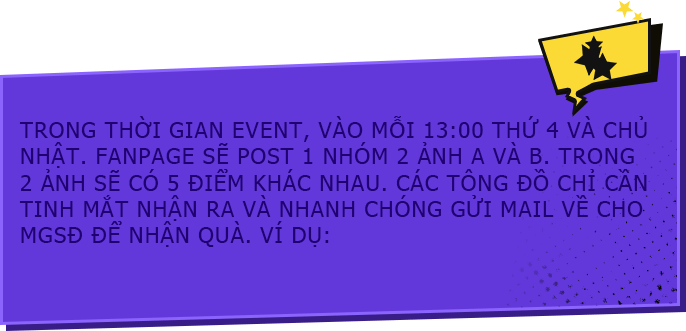 TRONG THỜI GIAN EVENT, VÀO MỖI 13:00 THỨ 4 VÀ CHỦ
NHẬT. FANPAGE SẼ POST 1 NHÓM 2 ẢNH A VÀ B. TRONG
2 ẢNH SẼ CÓ 5 ĐIỂM KHÁC NHAU. CÁC TÔNG ĐỒ CHỈ CẦN
TINH MẮT NHẬN RA VÀ NHANH CHÓNG GỬI MAIL VỀ CHO
MGSĐ ĐỂ NHẬN QUÀ. VÍ DỤ: